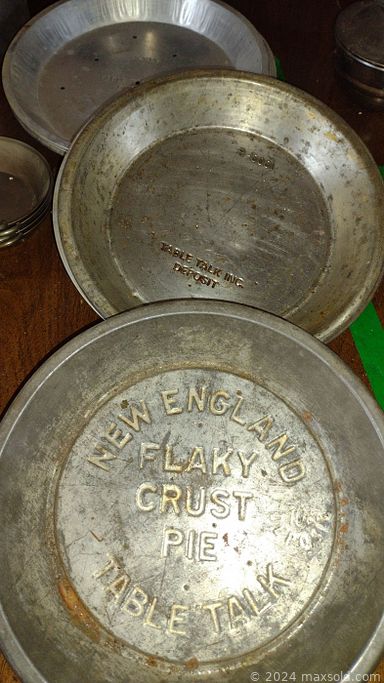 TABLE TALK INC.
DEPOSIT
NEW ENGLAND
FLAKY
CRUST
PIE
TABLE TALK
© 2024 maxsold.com